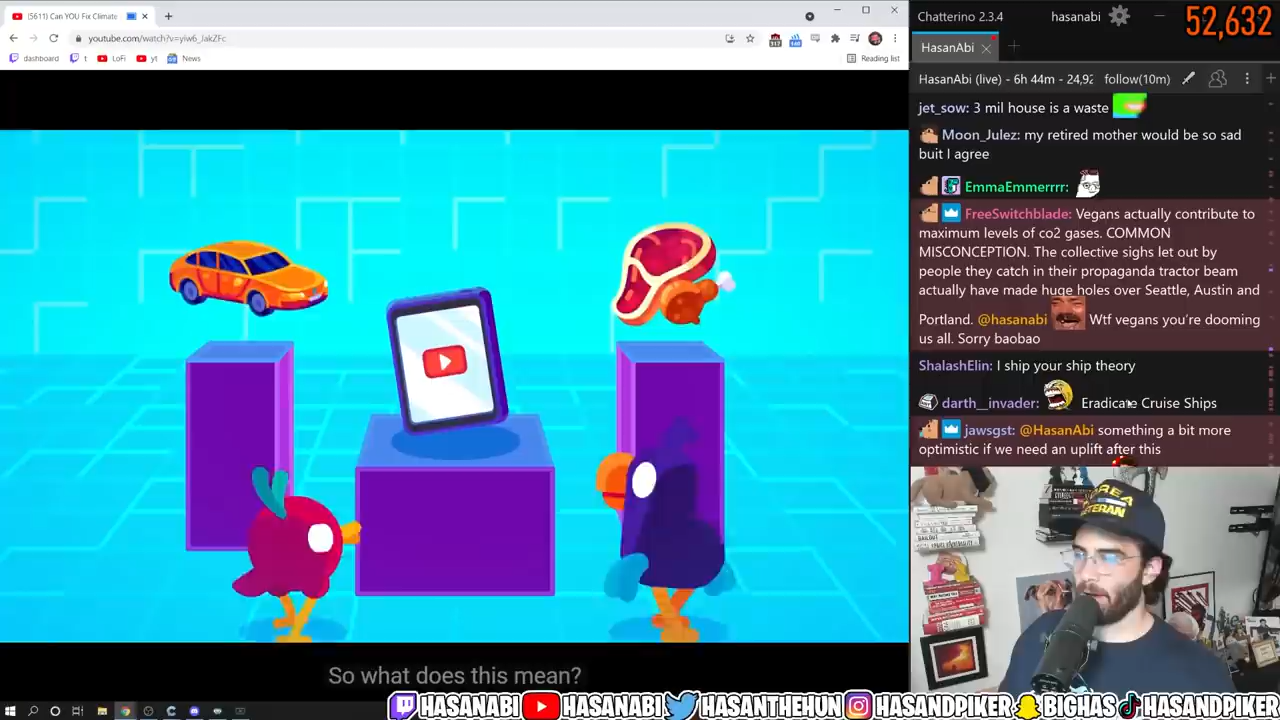 (5611) Can YOU Fix Climate
youtube.com/watch?v=yiw6_JakZFc
dashboard
t
LoFi
yt
News
Reading list
Chatterino 2.3.4
hasanabi
52,632
HasanAbi
HasanAbi (live) - 6h 44m - 24,92
follow(10m)
jet_sow: 3 mil house is a waste
Moon_Julez: my retired mother would be so sad
buit I agree
EmmaEmmerrrr:
FreeSwitchblade: Vegans actually contribute to
maximum levels of co2 gases. COMMON
MISCONCEPTION. The collective sighs let out by
people they catch in their propaganda tractor beam
actually have made huge holes over Seattle, Austin and
Portland. @hasanabi Wtf vegans you're dooming
us all. Sorry baobao
ShalashElin: I ship your ship theory
darth__invader: Eradicate Cruise Ships
jawsgst: @HasanAbi something a bit more
optimistic if we need an uplift after this
So what does this mean?
HASANABI HASANABI HASANTHEHUN HASANDPIKER BIGHAS HASANDPIKER